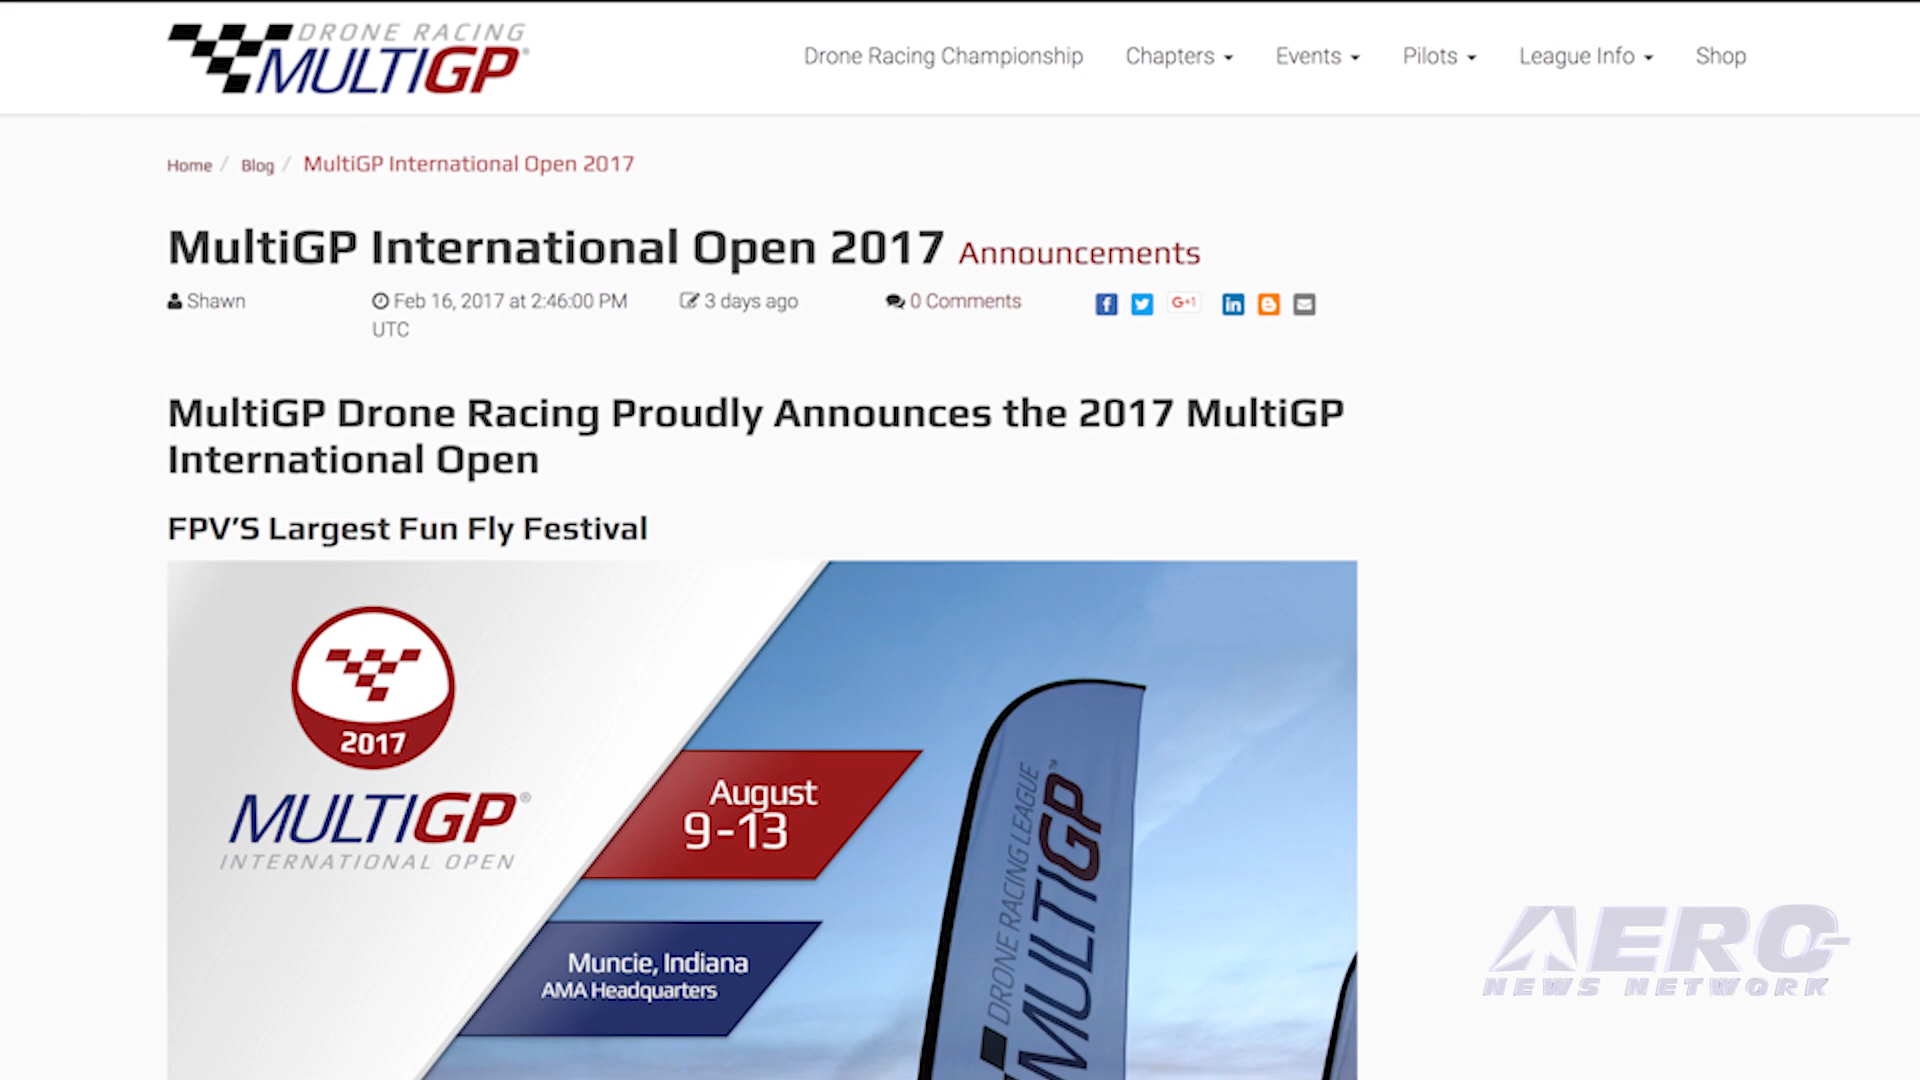 DRONE RACING
MULTIGP®
Drone Racing Championship
Chapters
Events
Pilots
League Info
Shop
Home / Blog / MultiGP International Open 2017
MultiGP International Open 2017 Announcements
Shawn
Feb 16, 2017 at 2:46:00 PM
UTC
3 days ago
0 Comments
G+1
in
MultiGP Drone Racing Proudly Announces the 2017 MultiGP
International Open
FPV'S Largest Fun Fly Festival
2017
MULTIGP®
INTERNATIONAL OPEN
August
9-13
Muncie, Indiana
AMA Headquarters
DRONE RACING LEAGUE
MULTIGP™
AERO
NEWS NETWORK